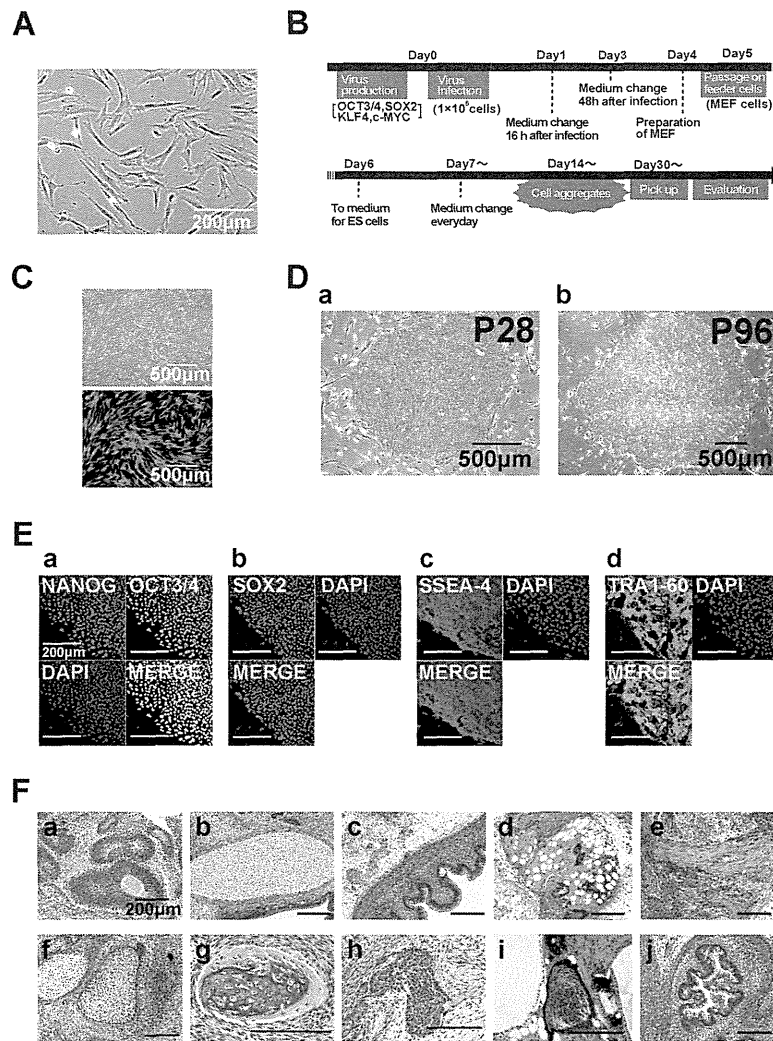 A
200μm
B
Day0
Day1
Day3
Day4
Day5
Virus production
Virus Infection
Passage on feeder cells
[OCT3/4,SOX2 KLF4,c-MYC]
(1×10⁵cells)
Medium change 48h after infection
(MEF cells)
Medium change 16 h after infection
Preparation of MEF
Day6
Day7～
Day14～
Day30～
Cell aggregates
Pick up
Evaluation
To medium for ES cells
Medium change everyday
C
500μm
500μm
D
a
P28
500μm
b
P96
500μm
E
a
b
c
d
NANOG
OCT3/4
SOX2
DAPI
SSEA-4
DAPI
TRA1-60
DAPI
200μm
DAPI
MERGE
MERGE
MERGE
MERGE
F
a
b
c
d
e
200μm
f
g
h
i
j